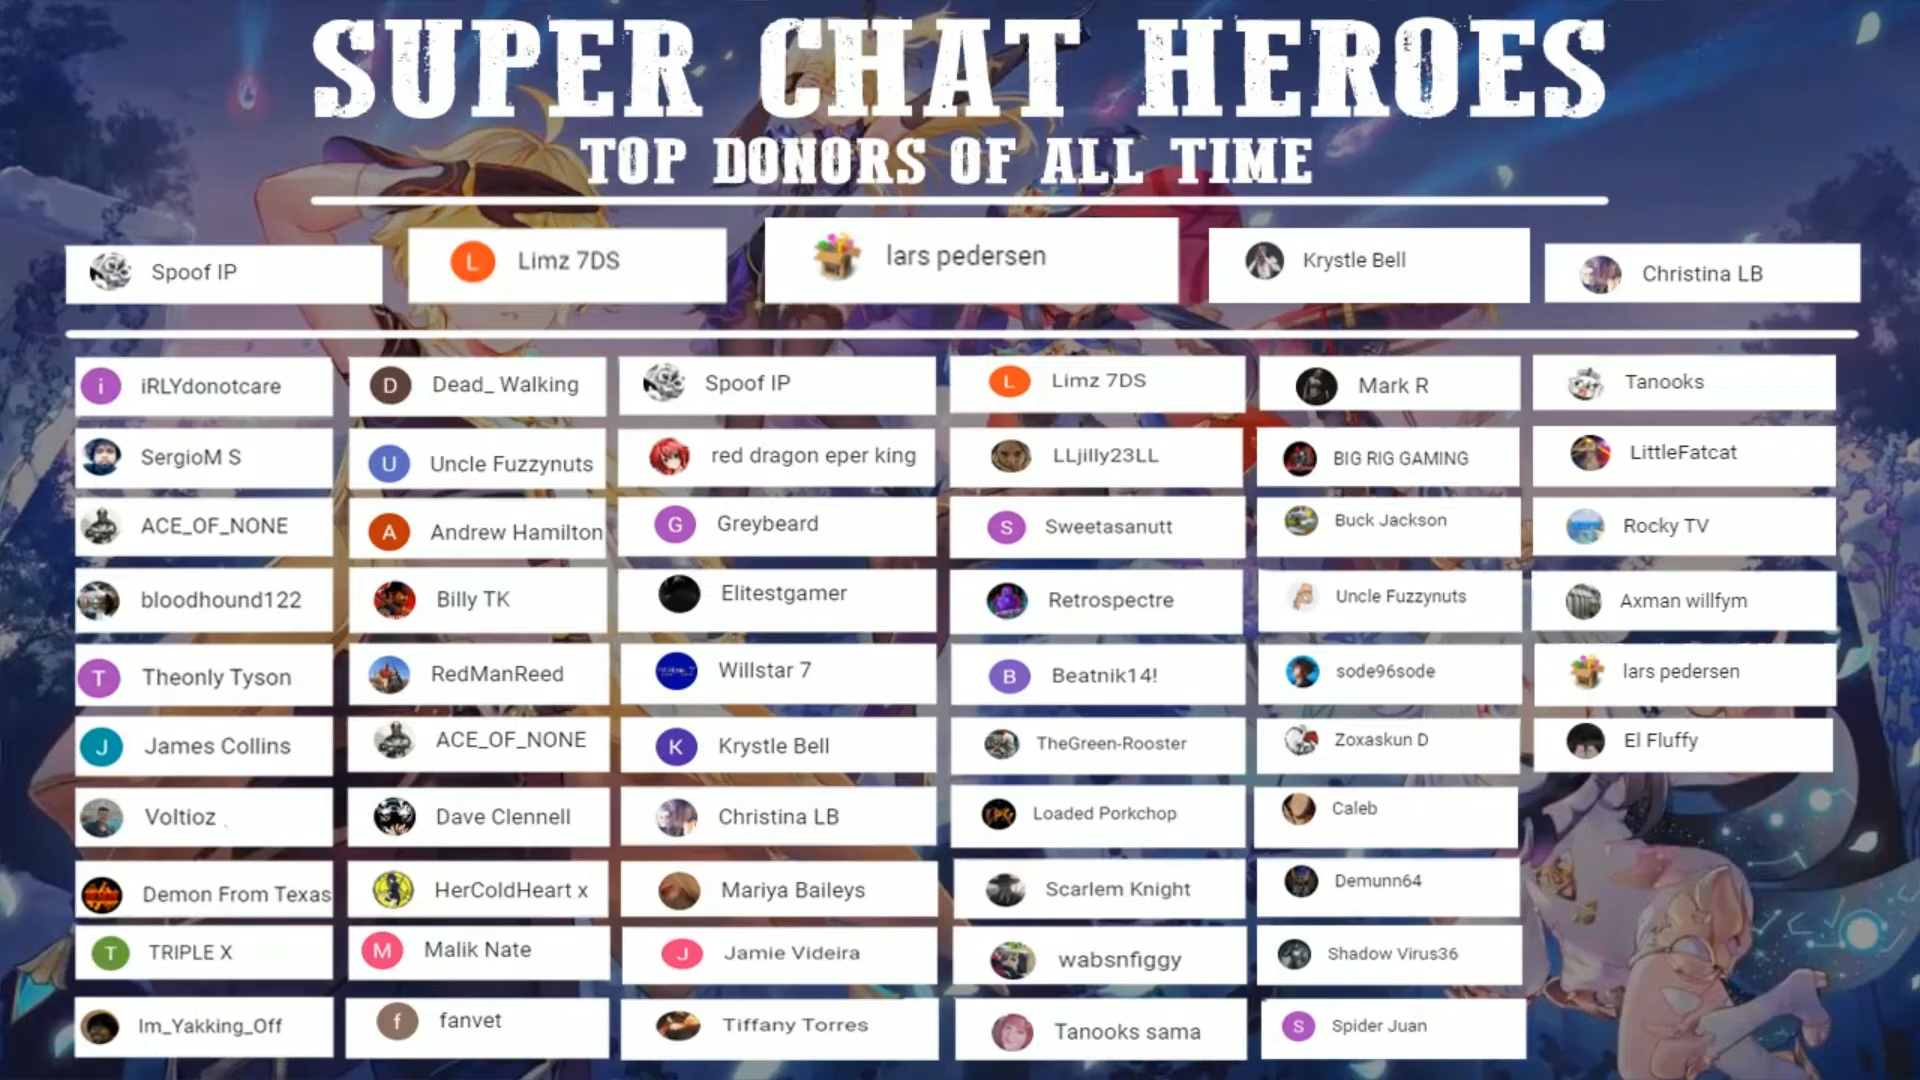 SUPER CHAT HEROES
TOP DONORS OF ALL TIME
Spoof IP
L Limz 7DS
lars pedersen
Krystle Bell
Christina LB
i iRLYdonotcare
D Dead_ Walking
Spoof IP
L Limz 7DS
Mark R
Tanooks
SergioM S
U Uncle Fuzzynuts
red dragon eper king
LLjilly23LL
BIG RIG GAMING
LittleFatcat
ACE_OF_NONE
A Andrew Hamilton
G Greybeard
S Sweetasanutt
Buck Jackson
Rocky TV
bloodhound122
Billy TK
Elitestgamer
Retrospectre
Uncle Fuzzynuts
Axman willfym
T Theonly Tyson
RedManReed
Willstar 7
B Beatnik14!
sode96sode
lars pedersen
J James Collins
ACE_OF_NONE
K Krystle Bell
TheGreen-Rooster
Zoxaskun D
El Fluffy
Voltioz
Dave Clennell
Christina LB
LPG Loaded Porkchop
Caleb
Demon From Texas
HerColdHeart x
Mariya Baileys
Scarlem Knight
Demunn64
T TRIPLE X
M Malik Nate
J Jamie Videira
wabsnfiggy
Shadow Virus36
Im_Yakking_Off
f fanvet
Tiffany Torres
Tanooks sama
S Spider Juan